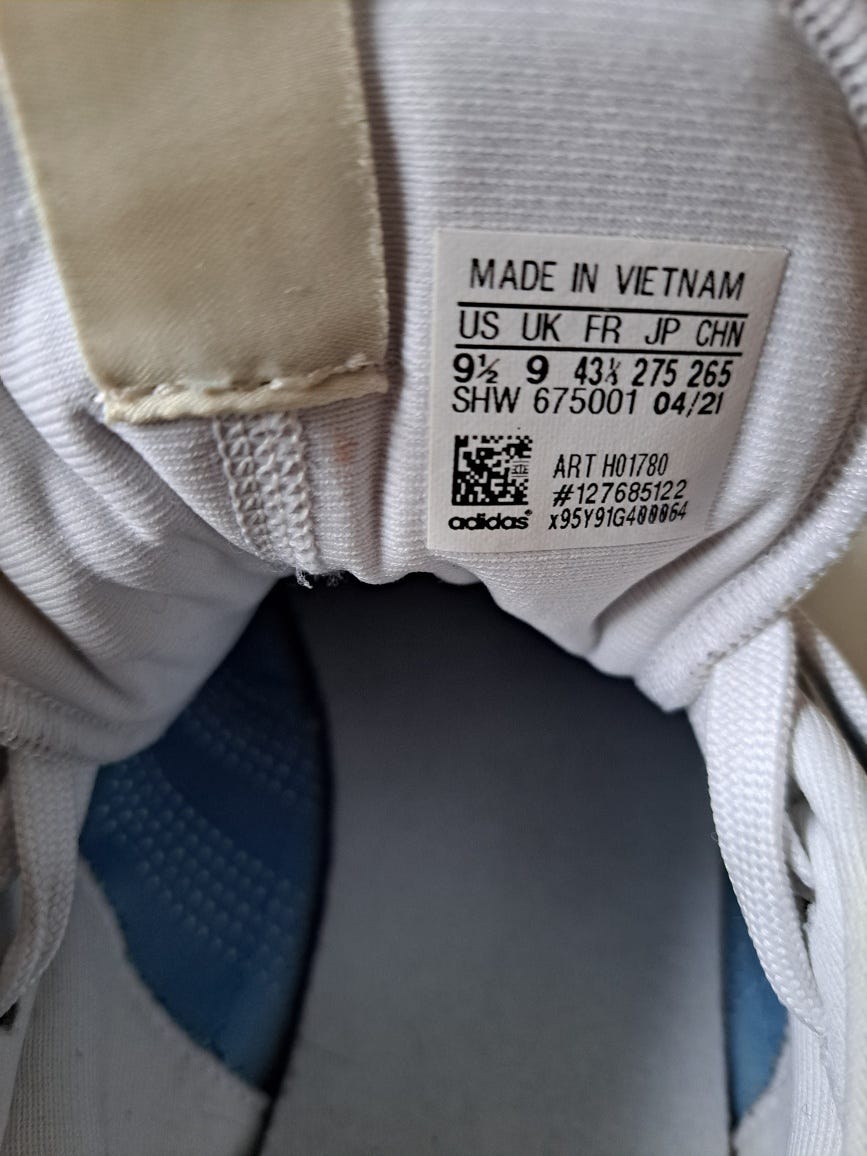 MADE IN VIETNAM
US UK FR JP CHN
9½ 9 43⅓ 275 265
SHW 675001 04/21
ART H01780
#127685122
adidas® x95Y91G400064